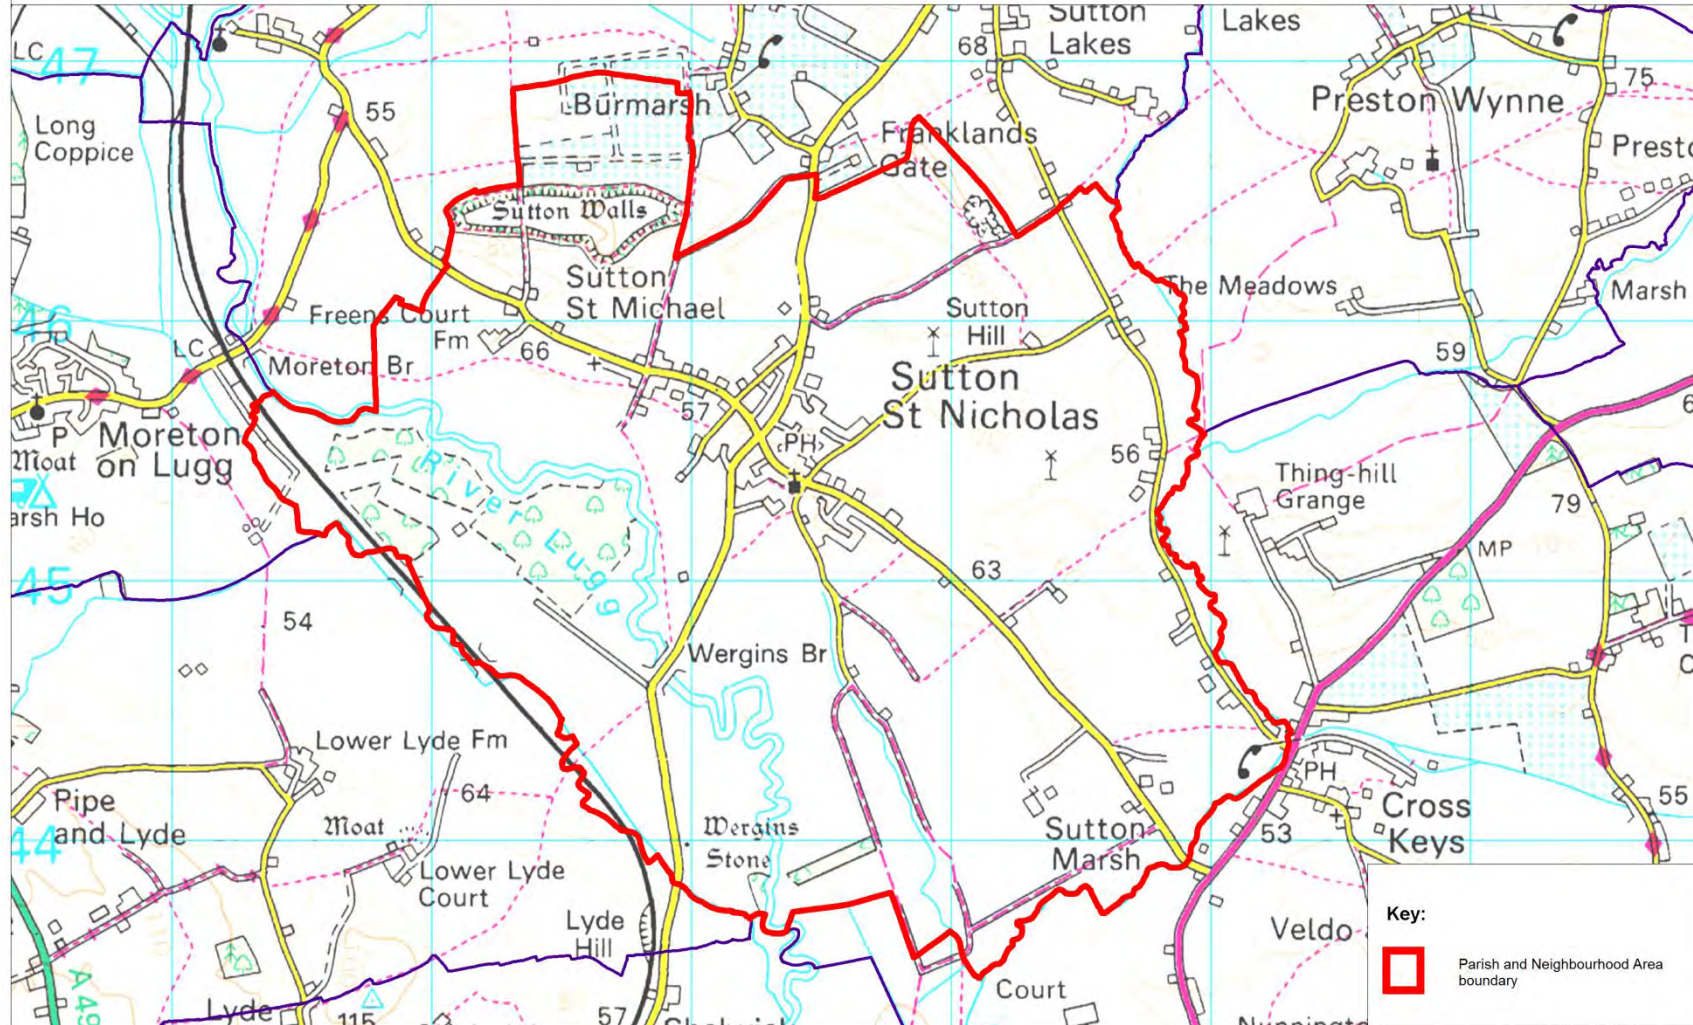 Sutton
Lakes
Lakes
LC
47
68
75
55
Burmarsh
Preston Wynne
Long
Coppice
Franklands
Gate
Sutton Walls
Sutton
St Michael
The Meadows
Marsh
46
Freens Court
Fm
Sutton
Hill
66
LC
59
Moreton Br
Sutton
St Nicholas
57
P
Moreton
on Lugg
Moat
PH
56
River Lugg
Thing-hill
Grange
79
arsh Ho
MP
45
63
54
Wergins Br
Lower Lyde Fm
PH
64
Pipe
and Lyde
Cross
Keys
55
44
Moat
Wergins
Stone
Sutton
Marsh
53
Lower Lyde
Court
Key:
Lyde
Hill
Veldo
Parish and Neighbourhood Area
boundary
A 49
Court
Lyde
115
57